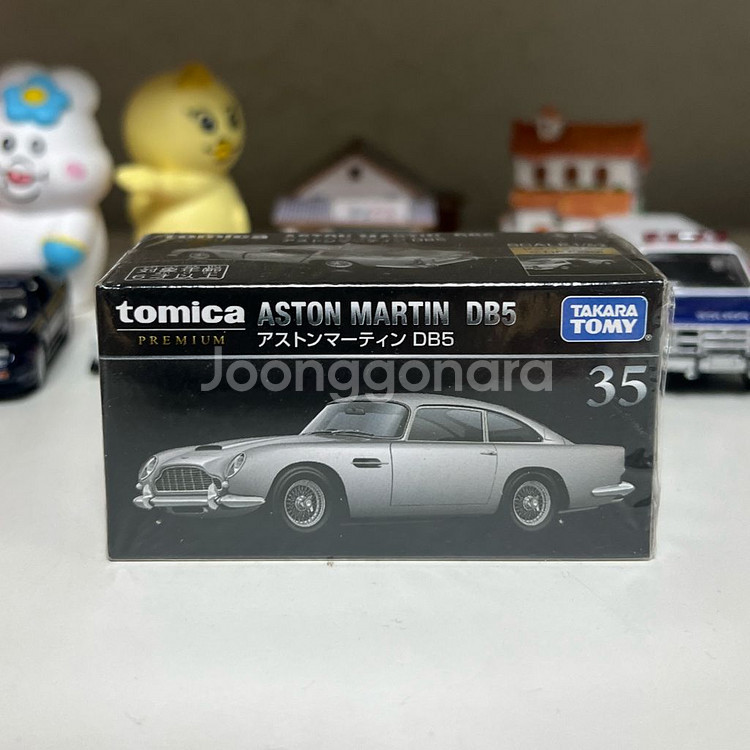 tomica
ASTON MARTIN DB5
アストンマーティン DB5
PREMIUM
TAKARA
TOMY
35
Joonggonara